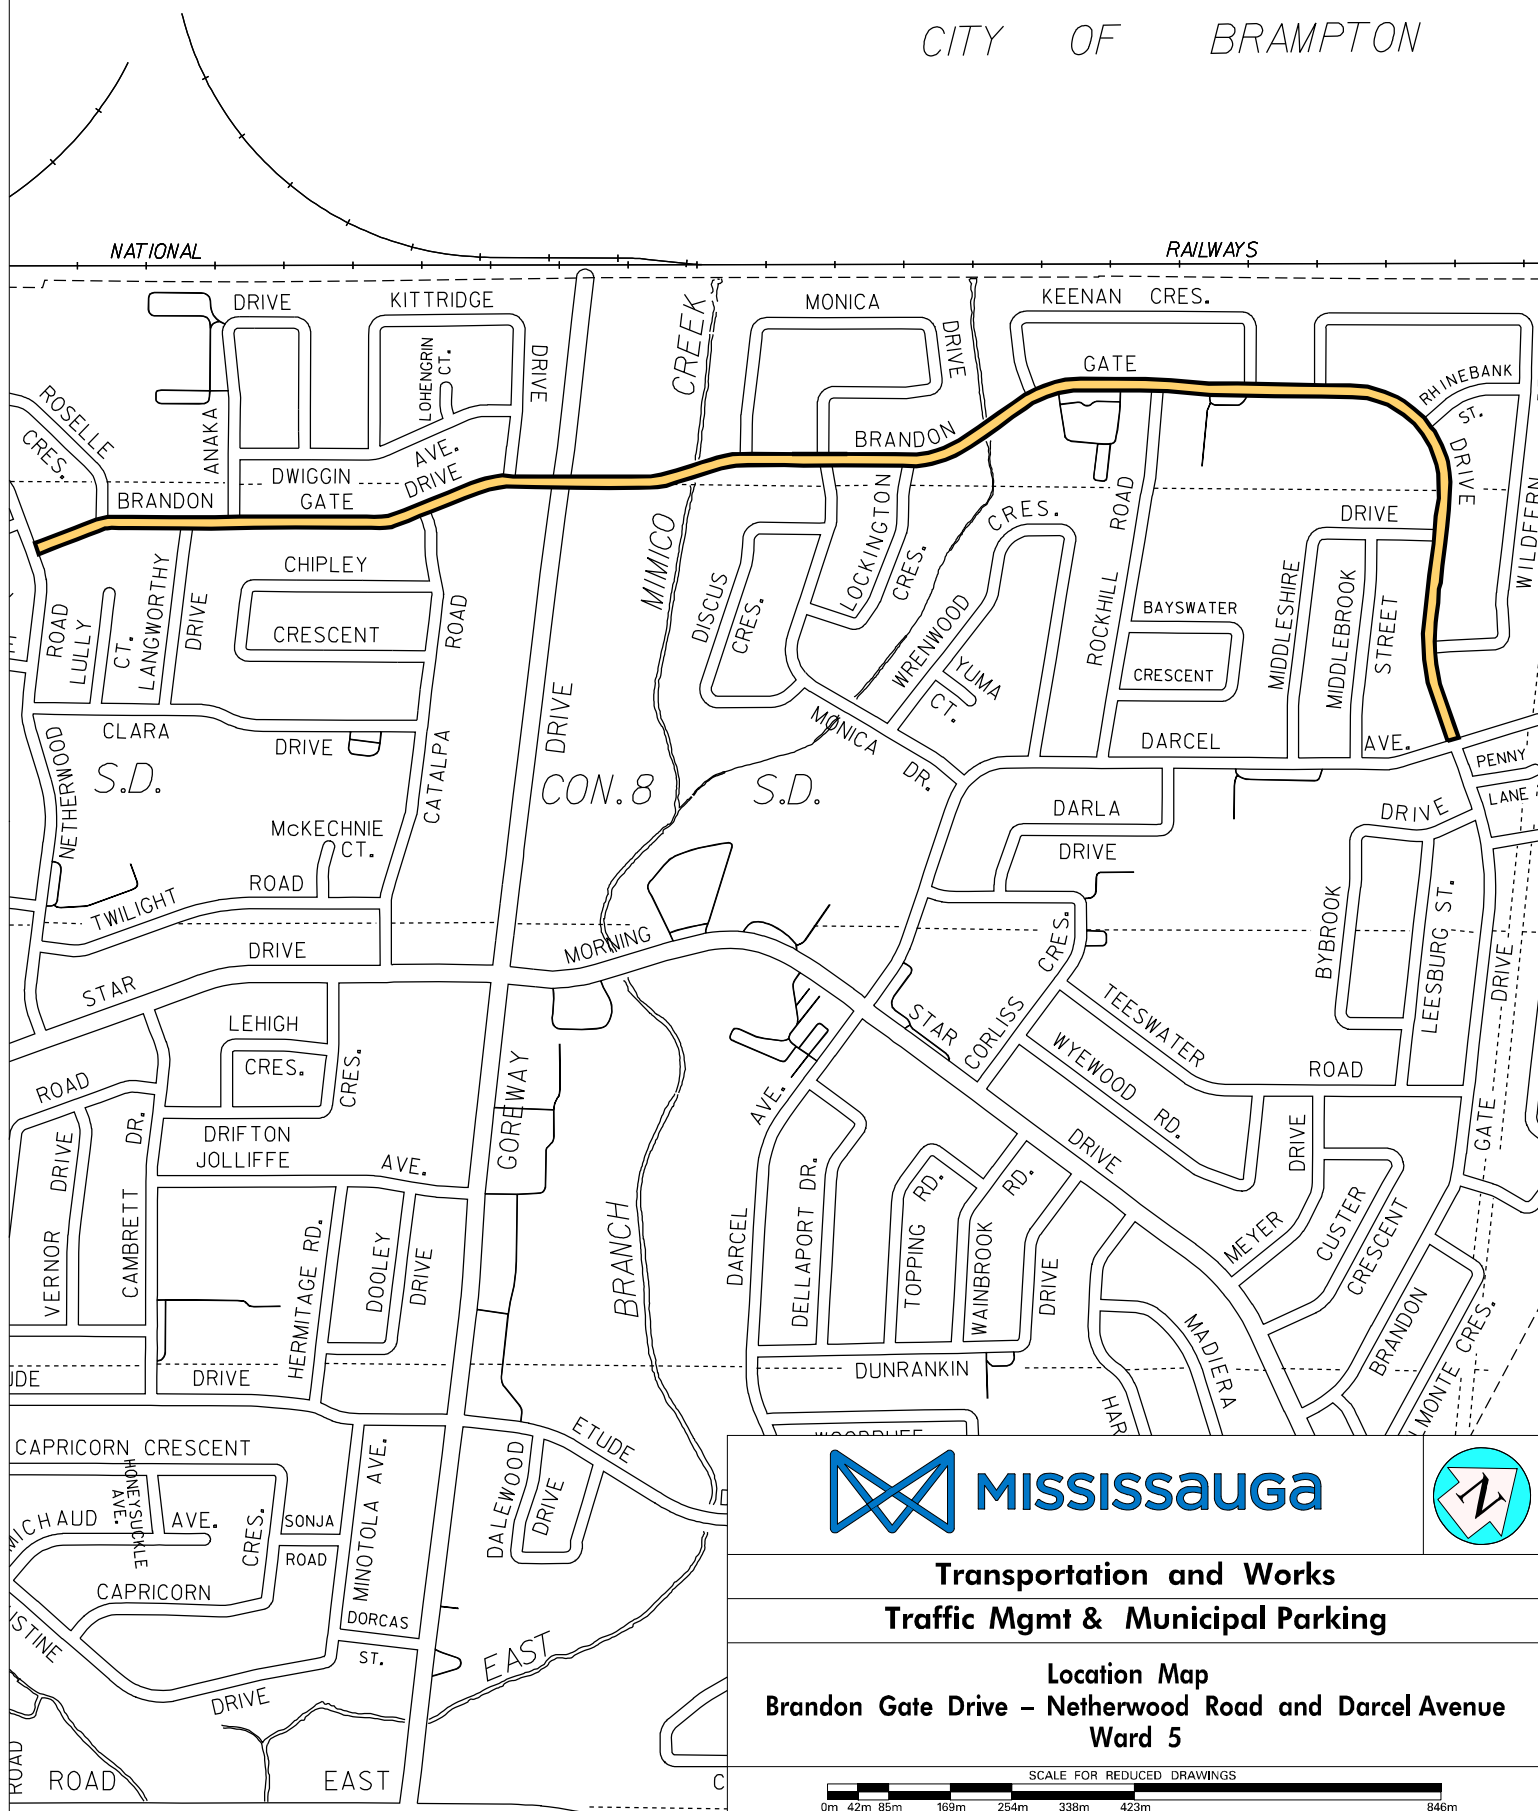 CITY OF BRAMPTON
NATIONAL
RAILWAYS
DRIVE
KITTRIDGE
CREEK
MONICA
KEENAN CRES.
LOHENGRIN
CT.
DRIVE
DRIVE
GATE
RHINEBANK
ST.
ROSELLE
CRES.
ANAKA
AVE.
BRANDON
DWIGGIN
DRIVE
DRIVE
BRANDON
GATE
LOCKINGTON
CRES.
CRES.
ROAD
DRIVE
WILDFERN
MIMICO
CHIPLEY
LANGWORTHY
DRIVE
DISCUS
CRES.
WRENWOOD
ROCKHILL
BAYSWATER
MIDDLESHIRE
MIDDLEBROOK
STREET
ROAD
LULLY
CT.
CRESCENT
ROAD
YUMA
CT.
CRESCENT
CLARA
DRIVE
NETHERWOOD
CATALPA
DRIVE
MONICA
DR.
DARCEL
AVE.
PENNY
LANE
S.D.
CON.8
S.D.
DARLA
DRIVE
DRIVE
McKECHNIE
CT.
ROAD
TWILIGHT
BYBROOK
LEESBURG ST.
DRIVE
CRES.
MORNING
DRIVE
STAR
STAR
CORLISS
TEESWATER
ROAD
WYEWOOD
RD.
LEHIGH
CRES.
CRES.
GOREWAY
ROAD
DR.
AVE.
DRIVE
DRIFTON
JOLLIFFE
AVE.
DRIVE
GATE
DRIVE
VERNOR
CAMBRETT
HERMITAGE RD.
DOOLEY
DRIVE
BRANCH
DARCEL
DELLAPORT DR.
TOPPING
RD.
WAINBROOK
RD.
DRIVE
MEYER
CUSTER
CRESCENT
BRANDON
MADIERA
DUNRANKIN
UDE
DRIVE
HAR
LMONTE CRES.
CAPRICORN CRESCENT
HONEYSUCKLE
AVE.
MINOTOLA AVE.
ETUDE
DALEWOOD
DRIVE
MICHAUD
AVE.
CRES.
SONJA
ROAD
CAPRICORN
DORCAS
ST.
USTINE
DRIVE
EAST
ROAD
ROAD
EAST
C
MISSISSAUGA
N
Transportation and Works
Traffic Mgmt & Municipal Parking
Location Map
Brandon Gate Drive – Netherwood Road and Darcel Avenue
Ward 5
SCALE FOR REDUCED DRAWINGS
0m 42m 85m 169m 254m 338m 423m 846m